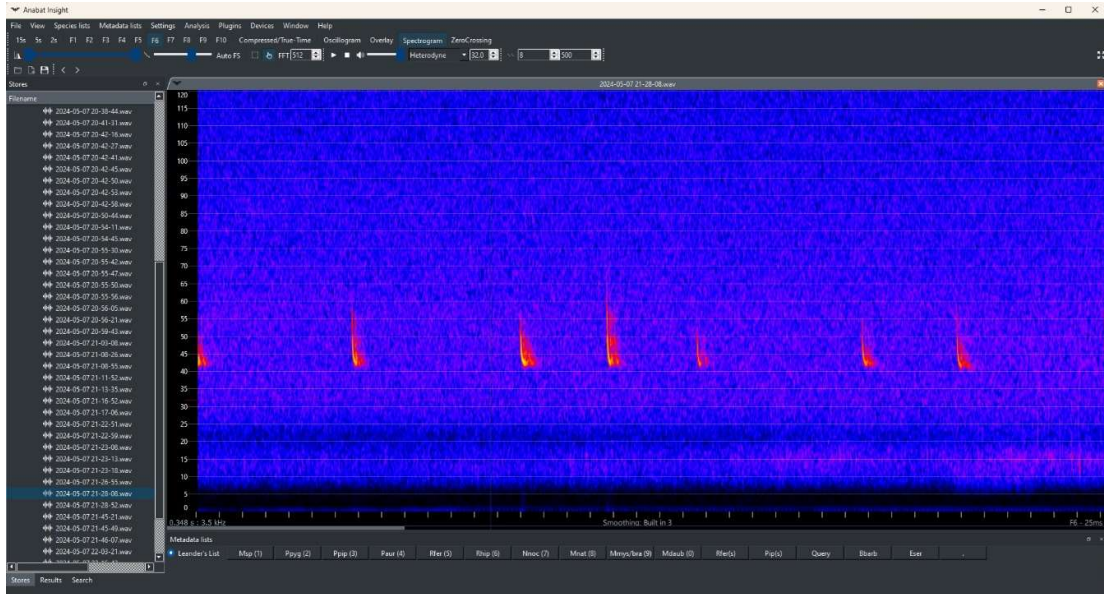 Anabat Insight
File View Species lists Metadata lists Settings Analysis Plugins Devices Window Help
15s 5s 2s F1 F2 F3 F4 F5 F6 F7 F8 F9 F10 Compressed/True-Time Oscillogram Overlay Spectrogram ZeroCrossing
Auto FS FFT 512 Heterodyne 32.0 8 500
Stores
2024-05-07 21-28-08.wav
Filename
2024-05-07 20-38-44.wav
2024-05-07 20-41-31.wav
2024-05-07 20-42-16.wav
2024-05-07 20-42-27.wav
2024-05-07 20-42-41.wav
2024-05-07 20-42-45.wav
2024-05-07 20-42-50.wav
2024-05-07 20-42-53.wav
2024-05-07 20-42-58.wav
2024-05-07 20-50-44.wav
2024-05-07 20-54-11.wav
2024-05-07 20-54-45.wav
2024-05-07 20-55-30.wav
2024-05-07 20-55-42.wav
2024-05-07 20-55-47.wav
2024-05-07 20-55-50.wav
2024-05-07 20-55-56.wav
2024-05-07 20-56-05.wav
2024-05-07 20-56-21.wav
2024-05-07 20-59-43.wav
2024-05-07 21-03-08.wav
2024-05-07 21-08-26.wav
2024-05-07 21-08-55.wav
2024-05-07 21-11-52.wav
2024-05-07 21-13-35.wav
2024-05-07 21-16-52.wav
2024-05-07 21-17-06.wav
2024-05-07 21-22-51.wav
2024-05-07 21-22-59.wav
2024-05-07 21-23-08.wav
2024-05-07 21-23-13.wav
2024-05-07 21-23-18.wav
2024-05-07 21-26-55.wav
2024-05-07 21-28-08.wav
2024-05-07 21-28-52.wav
2024-05-07 21-45-21.wav
2024-05-07 21-45-49.wav
2024-05-07 21-46-07.wav
2024-05-07 22-03-21.wav
120
115
110
105
100
95
90
85
80
75
70
65
60
55
50
45
40
35
30
25
20
15
10
5
0
0.348 s : 3.5 kHz Smoothing: Built in 3 F6 - 25ms
Metadata lists
Leander's List Msp (1) Ppyg (2) Ppip (3) Paur (4) Rfer (5) Rhip (6) Nnoc (7) Mnat (8) Mmys/bra (9) Mdaub (0) Rfer(s) Pip(s) Query Bbarb Eser .
Stores Results Search